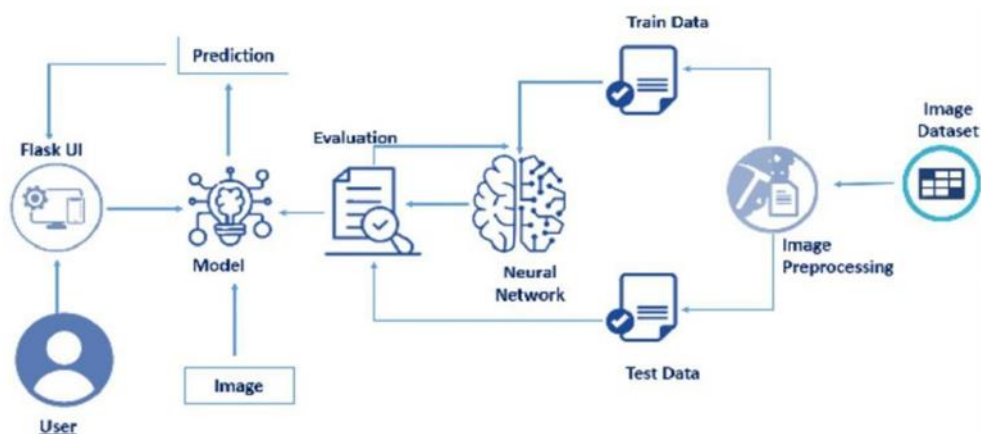 Train Data
Prediction
Image
Dataset
Evaluation
Flask UI
Image
Preprocessing
Model
Neural
Network
Image
Test Data
User